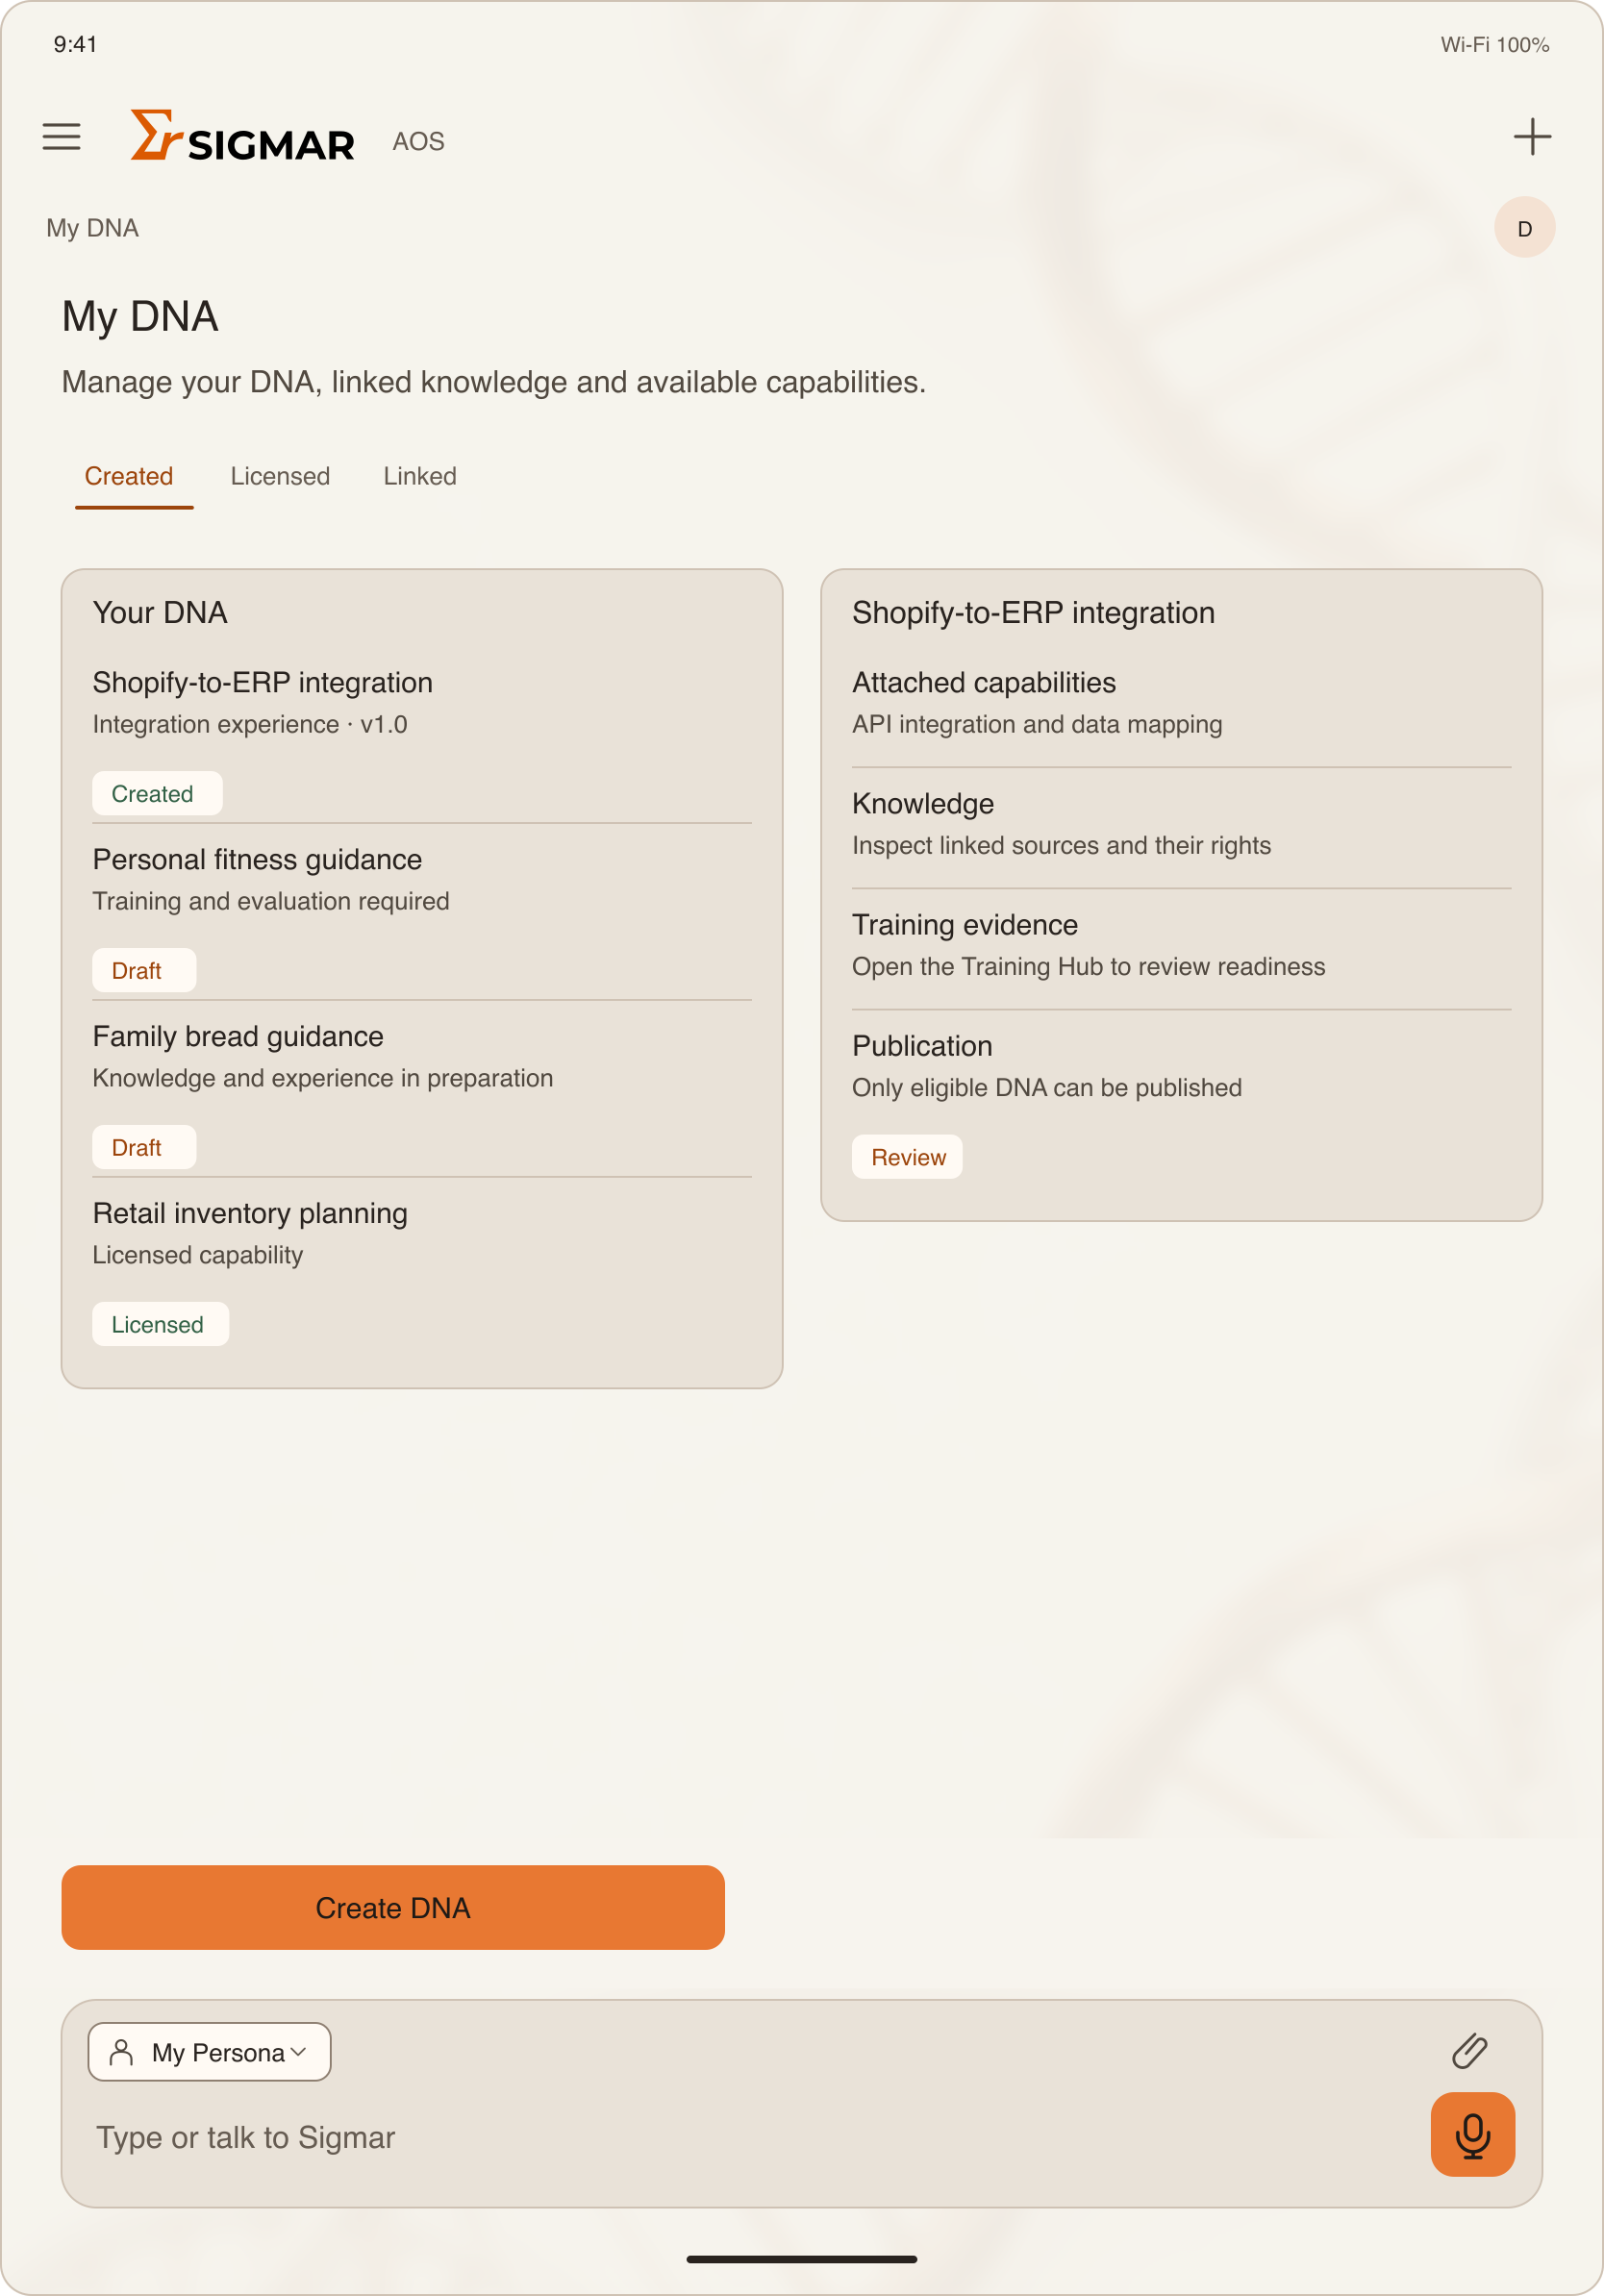 9:41
Wi-Fi 100%
Σr SIGMAR AOS
My DNA
D
My DNA
Manage your DNA, linked knowledge and available capabilities.
Created
Licensed
Linked
Your DNA
Shopify-to-ERP integration
Integration experience · v1.0
Created
Personal fitness guidance
Training and evaluation required
Draft
Family bread guidance
Knowledge and experience in preparation
Draft
Retail inventory planning
Licensed capability
Licensed
Shopify-to-ERP integration
Attached capabilities
API integration and data mapping
Knowledge
Inspect linked sources and their rights
Training evidence
Open the Training Hub to review readiness
Publication
Only eligible DNA can be published
Review
Create DNA
My Persona
Type or talk to Sigmar